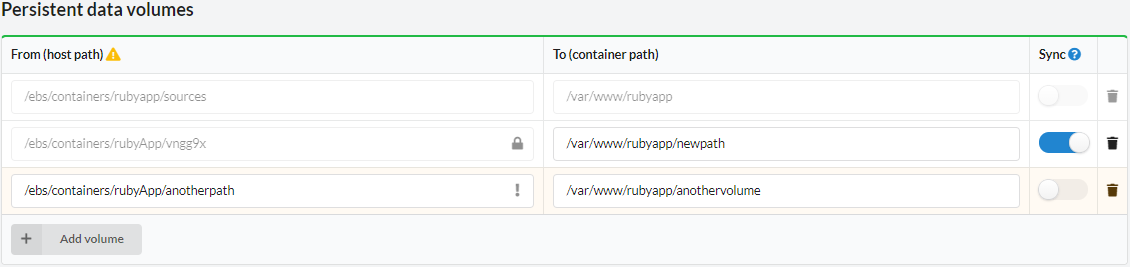 Persistent data volumes
From (host path) To (container path) Sync
/ebs/containers/rubyapp/sources /var/www/rubyapp
/ebs/containers/rubyApp/vngg9x /var/www/rubyapp/newpath
/ebs/containers/rubyApp/anotherpath /var/www/rubyapp/anothervolume
Add volume